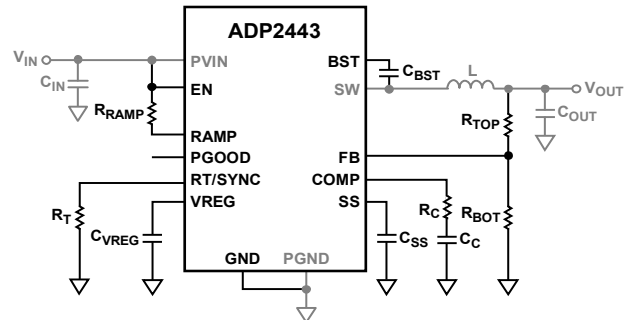 ADP2443
VIN
PVIN
BST
CBST
L
CIN
EN
SW
VOUT
RRAMP
RTOP
COUT
RAMP
PGOOD
FB
RT/SYNC
COMP
RT
VREG
SS
RC
RBOT
CVREG
CSS
CC
GND
PGND